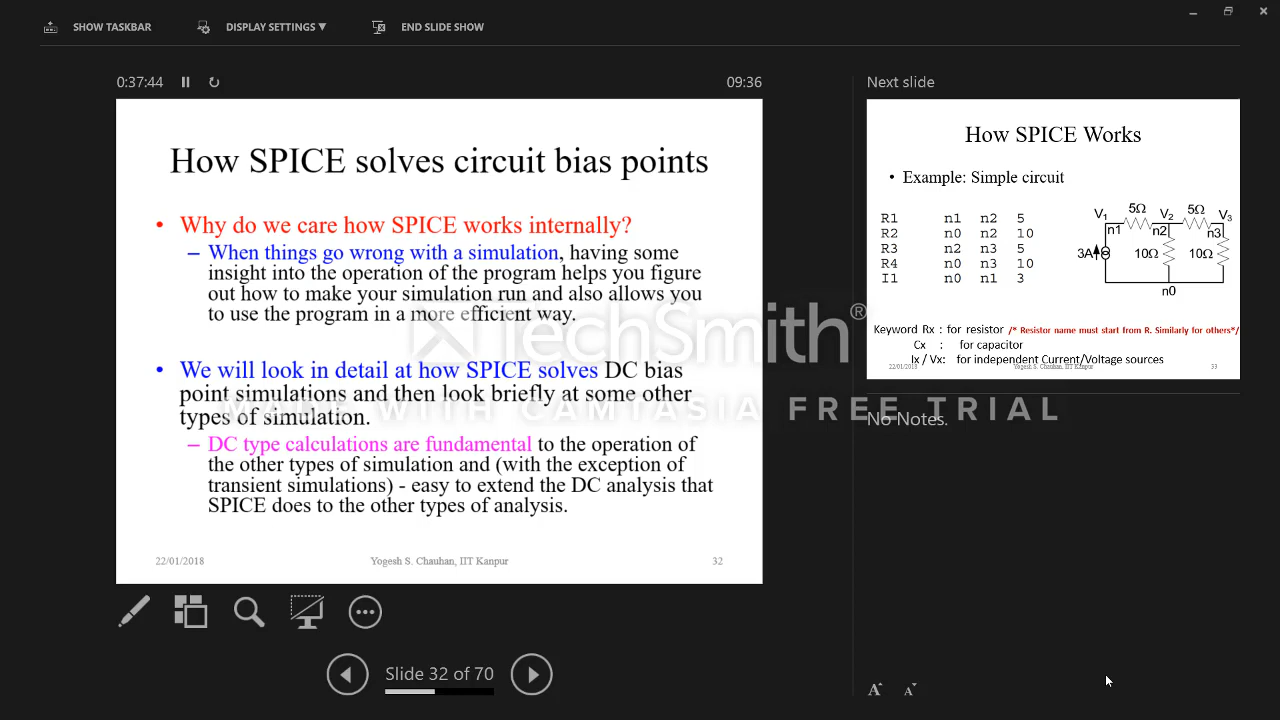 SHOW TASKBAR
DISPLAY SETTINGS ▼
END SLIDE SHOW
0:37:44
09:36
How SPICE solves circuit bias points
• Why do we care how SPICE works internally?
– When things go wrong with a simulation, having some
insight into the operation of the program helps you figure
out how to make your simulation run and also allows you
to use the program in a more efficient way.
• We will look in detail at how SPICE solves DC bias
point simulations and then look briefly at some other
types of simulation.
– DC type calculations are fundamental to the operation of
the other types of simulation and (with the exception of
transient simulations) - easy to extend the DC analysis that
SPICE does to the other types of analysis.
22/01/2018 Yogesh S. Chauhan, IIT Kanpur 32
Slide 32 of 70
Next slide
How SPICE Works
• Example: Simple circuit
R1 n1 n2 5
R2 n0 n2 10
R3 n2 n3 5
R4 n0 n3 10
I1 n0 n1 3
V1 5Ω V2 5Ω V3
n1 n2 n3
3A 10Ω 10Ω
n0
Keyword Rx : for resistor /* Resistor name must start from R. Similarly for others*/
Cx : for capacitor
Ix / Vx: for independent Current/Voltage sources
22/01/2018 Yogesh S. Chauhan, IIT Kanpur 33
No Notes.
A A
TechSmith®
MADE WITH CAMTASIA FREE TRIAL